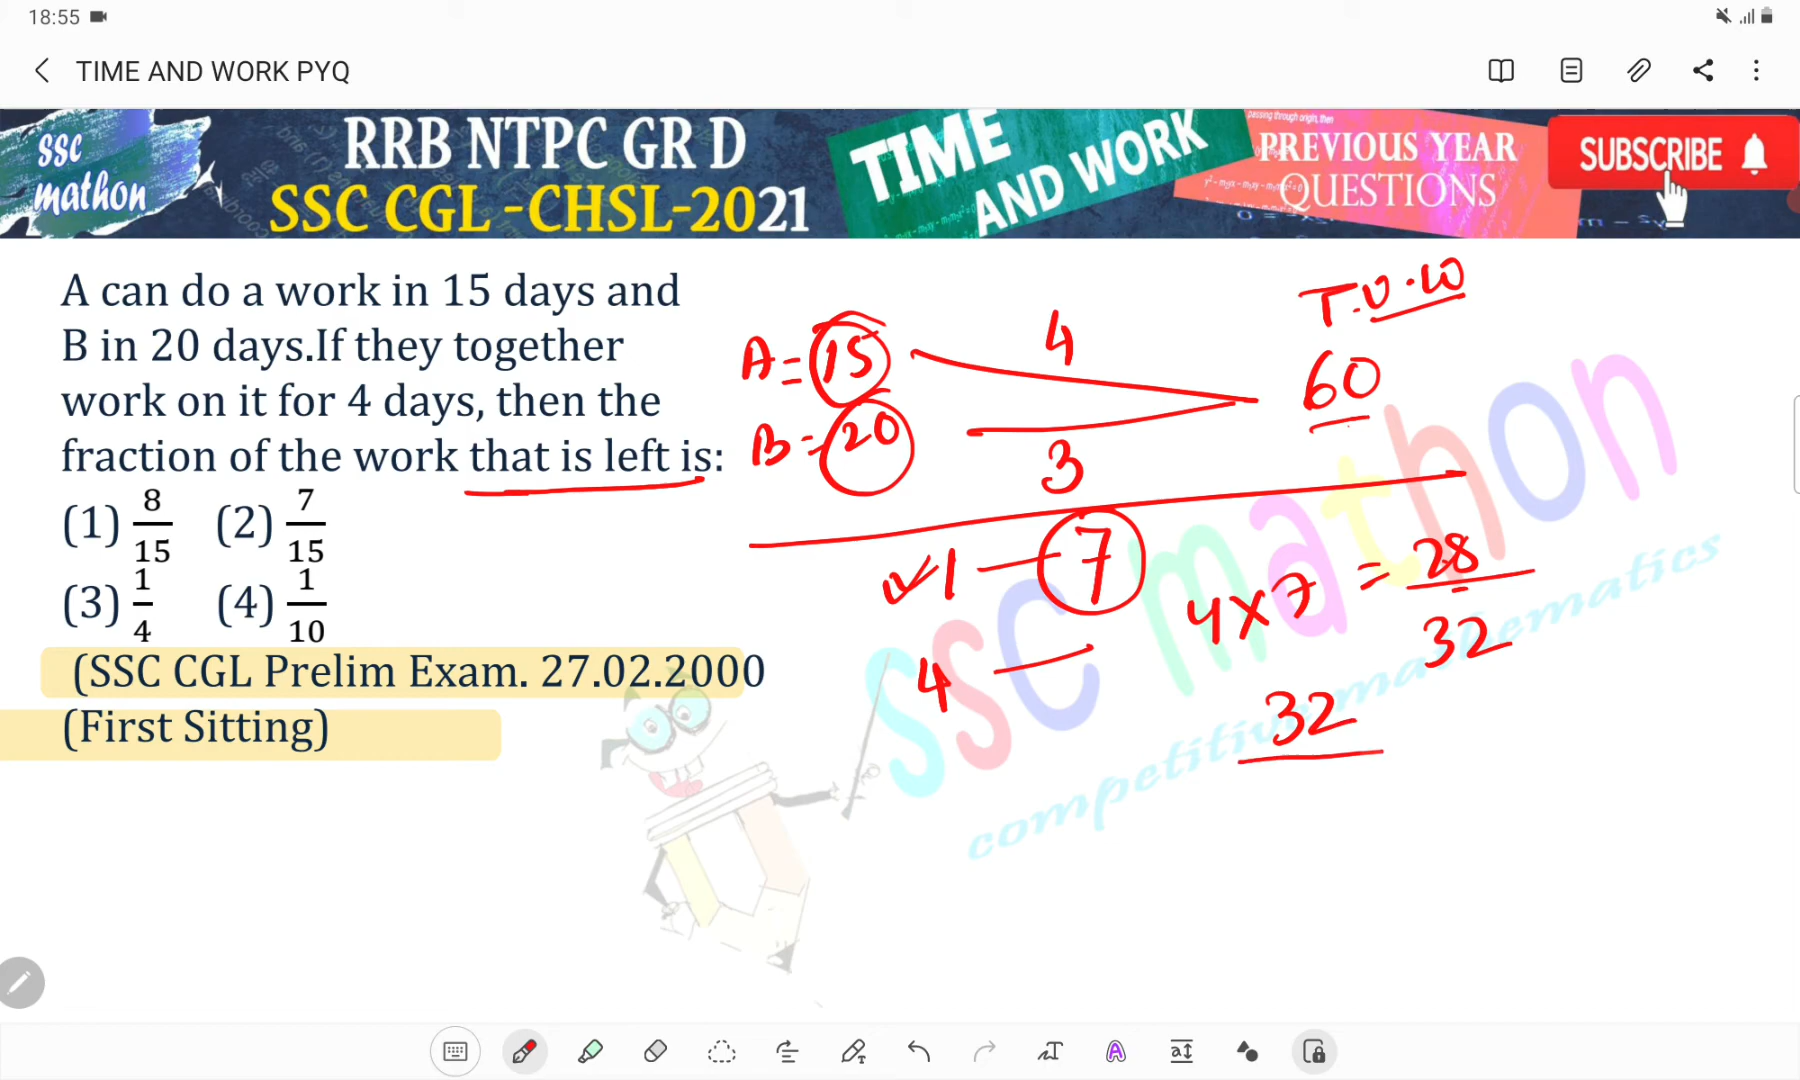 18:55
TIME AND WORK PYQ
SSC
mathon
RRB NTPC GR D
SSC CGL -CHSL-2021
TIME
AND WORK
passing through origin, then
PREVIOUS YEAR
QUESTIONS
SUBSCRIBE
A can do a work in 15 days and
B in 20 days.If they together
work on it for 4 days, then the
fraction of the work that is left is:
(1) 8/15 (2) 7/15
(3) 1/4 (4) 1/10
(SSC CGL Prelim Exam. 27.02.2000
(First Sitting)
T.U.W
A = 15 4
60
B = 20
3
1 — 7
4 × 7 = 28
32
4 —
32
SSC mathon
competitive mathematics